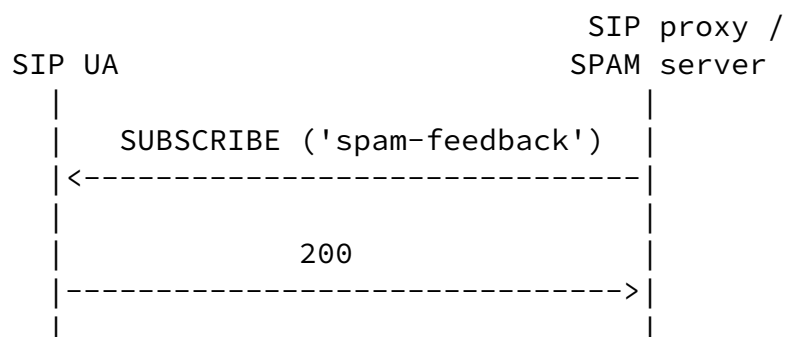 SIP proxy /
SIP UA SPAM server
| |
| SUBSCRIBE ('spam-feedback') |
|<-------------------------------|
| |
| 200 |
|------------------------------->|
| |